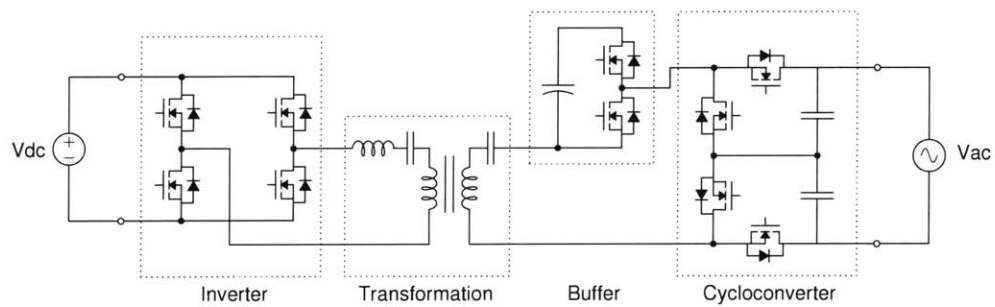 Vdc
Vac
Inverter
Transformation
Buffer
Cycloconverter